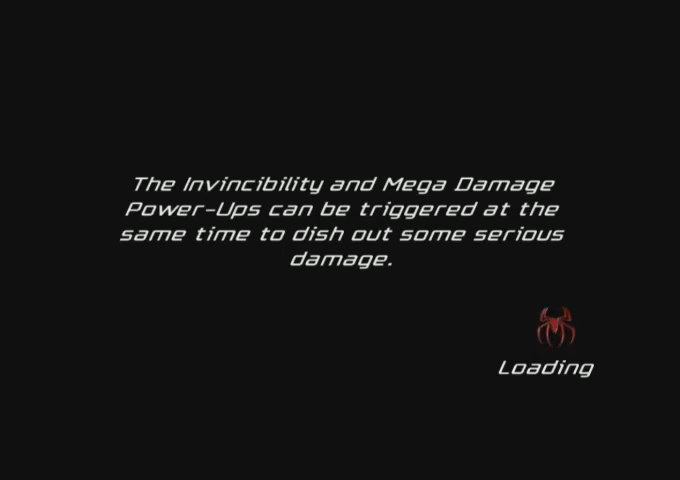 The Invincibility and Mega Damage
Power-Ups can be triggered at the
same time to dish out some serious
damage.
Loading